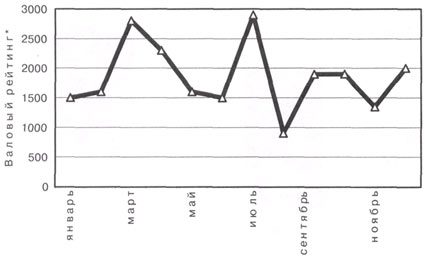 Валовый рейтинг*
3000
2500
2000
1500
1000
500
0
январь
март
май
июль
сентябрь
ноябрь